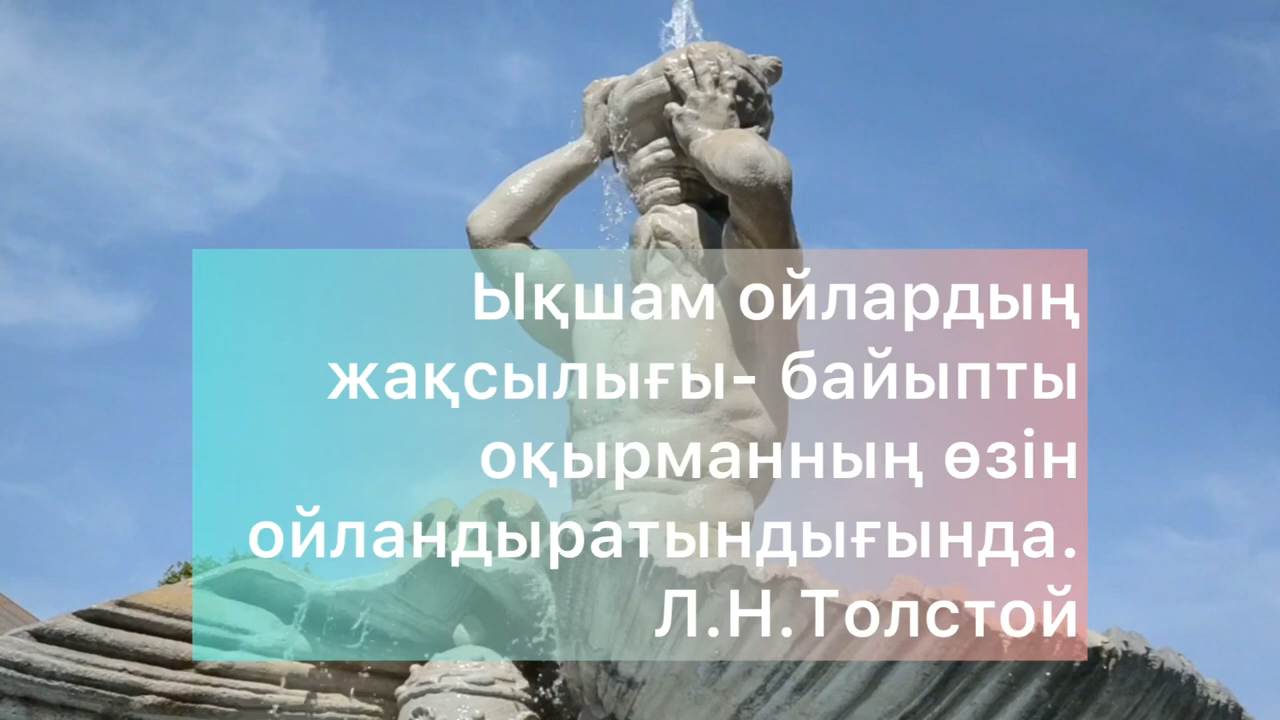 Ықшам ойлардың
жақсылығы- байыпты
оқырманның өзін
ойландыратындығында.
Л.Н.Толстой